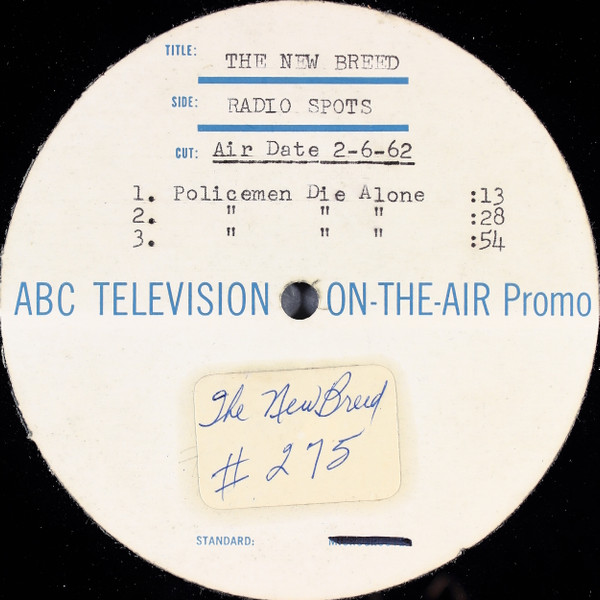 TITLE: THE NEW BREED
SIDE: RADIO SPOTS
CUT: Air Date 2-6-62
1. Policemen Die Alone :13
2. " " " :28
3. " " " :54
ABC TELEVISION ON-THE-AIR Promo
The New Breed
# 275
STANDARD: